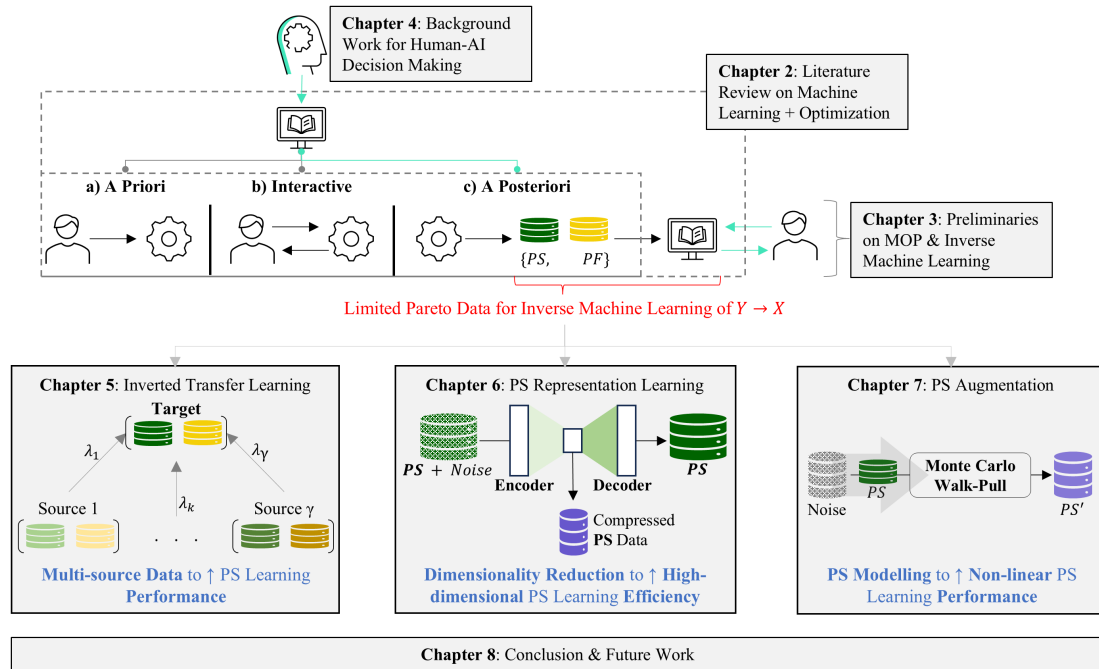 Chapter 4: Background
Work for Human-AI
Decision Making
Chapter 2: Literature
Review on Machine
Learning + Optimization
a) A Priori
b) Interactive
c) A Posteriori
{PS, PF}
Chapter 3: Preliminaries
on MOP & Inverse
Machine Learning
Limited Pareto Data for Inverse Machine Learning of Y → X
Chapter 5: Inverted Transfer Learning
Target
λ1
λk
λγ
Source 1
. . .
Source γ
Multi-source Data to ↑ PS Learning
Performance
Chapter 6: PS Representation Learning
PS + Noise
Encoder
Decoder
PS
Compressed
PS Data
Dimensionality Reduction to ↑ High-
dimensional PS Learning Efficiency
Chapter 7: PS Augmentation
Noise
PS
Monte Carlo
Walk-Pull
PS′
PS Modelling to ↑ Non-linear PS
Learning Performance
Chapter 8: Conclusion & Future Work